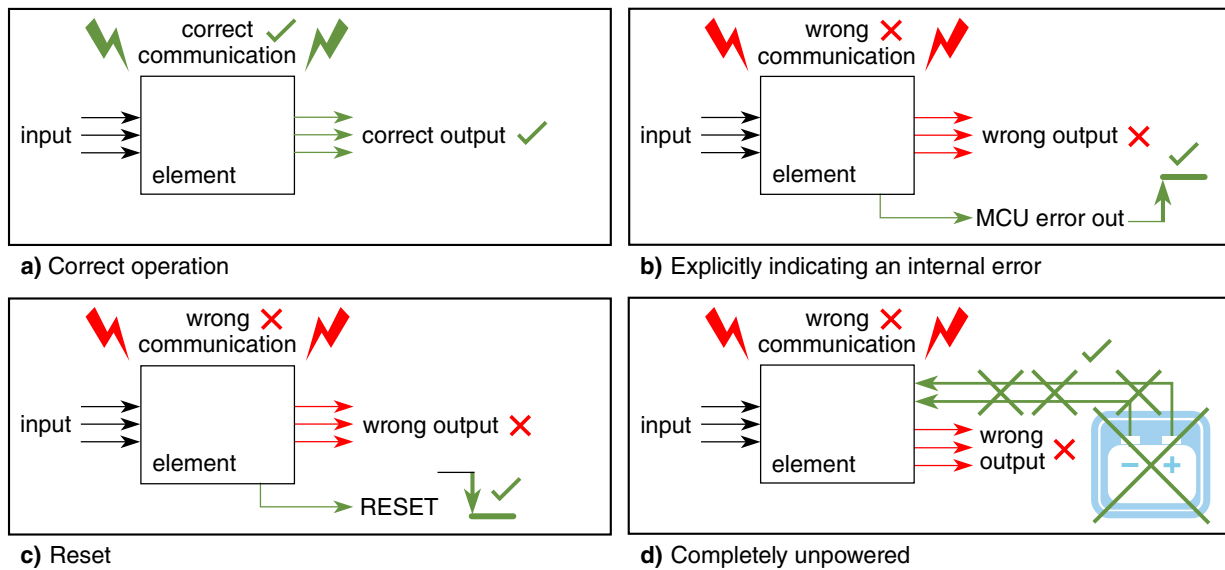 correct
communication
input
correct output
element
a) Correct operation
wrong
communication
input
wrong output
element
MCU error out
b) Explicitly indicating an internal error
wrong
communication
input
wrong output
element
RESET
c) Reset
wrong
communication
input
wrong
output
element
− +
d) Completely unpowered